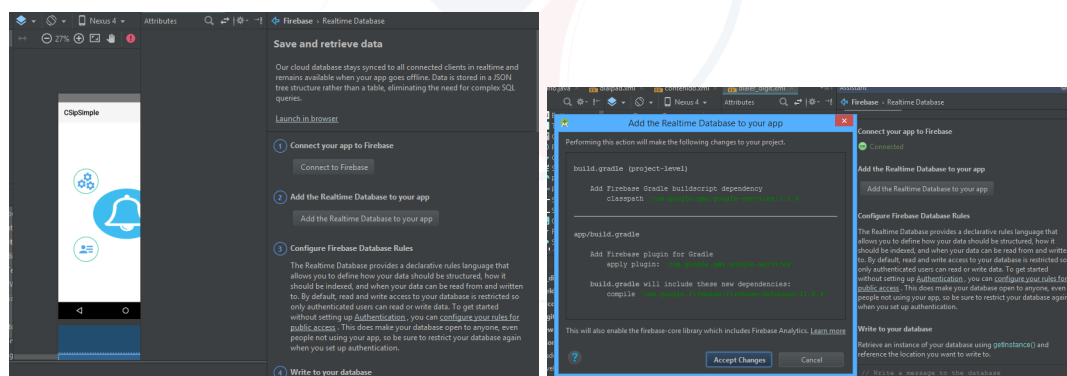 Nexus 4
Attributes
Firebase › Realtime Database
27%
Save and retrieve data
Our cloud database stays synced to all connected clients in realtime and
remains available when your app goes offline. Data is stored in a JSON
tree structure rather than a table, eliminating the need for complex SQL
queries.
Launch in browser
CSipSimple
1 Connect your app to Firebase
Connect to Firebase
2 Add the Realtime Database to your app
Add the Realtime Database to your app
3 Configure Firebase Database Rules
The Realtime Database provides a declarative rules language that
allows you to define how your data should be structured, how it
should be indexed, and when your data can be read from and written
to. By default, read and write access to your database is restricted so
only authenticated users can read or write data. To get started
without setting up Authentication , you can configure your rules for
public access . This does make your database open to anyone, even
people not using your app, so be sure to restrict your database again
when you set up authentication.
4 Write to your database
dialpad.xml
contenido.xml
dialer_digit.xml
Nexus 4
Attributes
Firebase › Realtime Database
Add the Realtime Database to your app
Performing this action will make the following changes to your project.
build.gradle (project-level)
Add Firebase Gradle buildscript dependency
classpath
app/build.gradle
Add Firebase plugin for Gradle
apply plugin:
build.gradle will include these new dependencies:
compile
This will also enable the firebase-core library which includes Firebase Analytics. Learn more
? Accept Changes Cancel
Connect your app to Firebase
Connected
Add the Realtime Database to your app
Add the Realtime Database to your app
Configure Firebase Database Rules
The Realtime Database provides a declarative rules language that
allows you to define how your data should be structured, how it
should be indexed, and when your data can be read from and writte
to. By default, read and write access to your database is restricted so
only authenticated users can read or write data. To get started
without setting up Authentication , you can configure your rules for
public access . This does make your database open to anyone, even
people not using your app, so be sure to restrict your database again
when you set up authentication.
Write to your database
Retrieve an instance of your database using getInstance() and
reference the location you want to write to.
// Write a message to the database